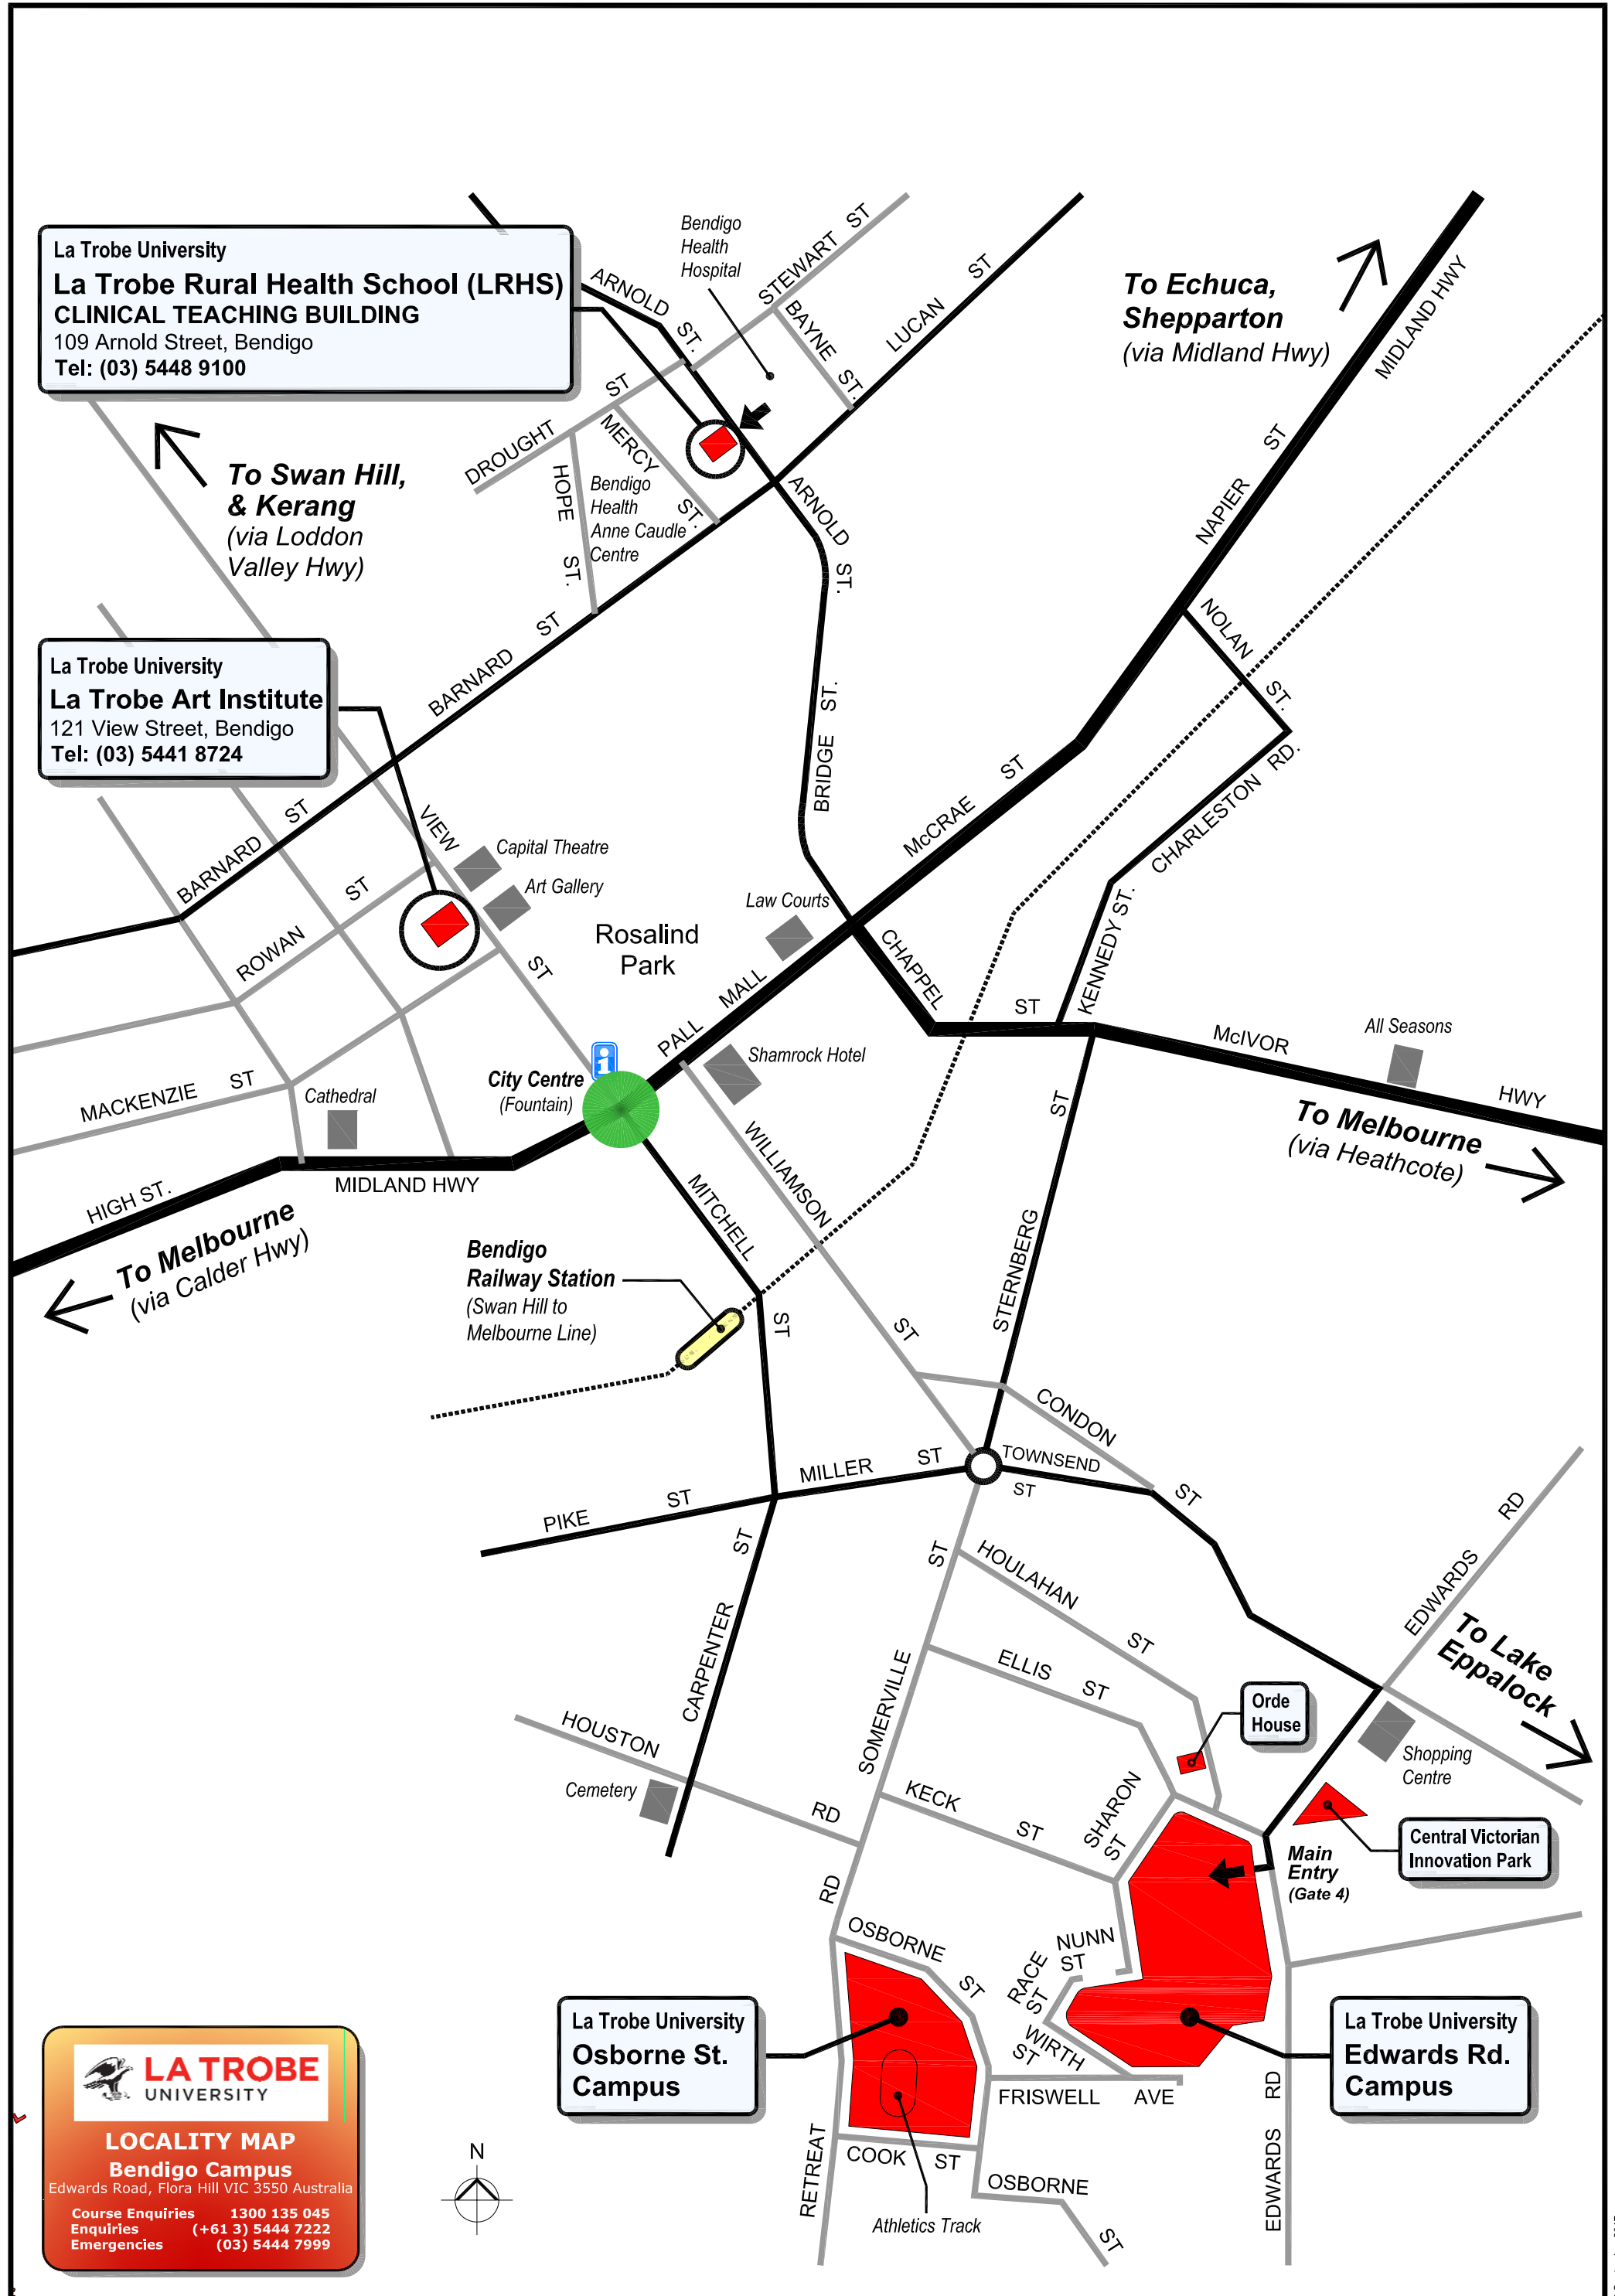 La Trobe University
La Trobe Rural Health School (LRHS)
CLINICAL TEACHING BUILDING
109 Arnold Street, Bendigo
Tel: (03) 5448 9100
Bendigo
Health
Hospital
ARNOLD ST.
STEWART ST
BAYNE ST.
LUCAN ST
To Echuca,
Shepparton
(via Midland Hwy)
MIDLAND HWY
To Swan Hill,
& Kerang
(via Loddon
Valley Hwy)
DROUGHT ST
HOPE ST.
MERCY ST.
Bendigo
Health
Anne Caudle
Centre
ARNOLD ST.
NAPIER ST
NOLAN ST.
La Trobe University
La Trobe Art Institute
121 View Street, Bendigo
Tel: (03) 5441 8724
BARNARD ST
BRIDGE ST.
McCRAE ST
CHARLESTON RD.
BARNARD ST
VIEW ST
Capital Theatre
Art Gallery
ROWAN ST
Rosalind
Park
Law Courts
PALL MALL
CHAPPEL ST
KENNEDY ST.
McIVOR HWY
All Seasons
MACKENZIE ST
Cathedral
City Centre
(Fountain)
Shamrock Hotel
To Melbourne
(via Heathcote)
HIGH ST.
MIDLAND HWY
To Melbourne
(via Calder Hwy)
MITCHELL ST
WILLIAMSON ST
STERNBERG ST
Bendigo
Railway Station
(Swan Hill to
Melbourne Line)
CONDON ST
TOWNSEND
ST
MILLER ST
PIKE ST
CARPENTER ST
SOMERVILLE ST
HOULAHAN ST
ELLIS ST
EDWARDS RD
To Lake
Eppalock
Orde
House
Shopping
Centre
HOUSTON RD
Cemetery
KECK ST
SHARON ST
Main
Entry
(Gate 4)
Central Victorian
Innovation Park
RETREAT RD
OSBORNE ST
NUNN
ST
RACE ST
WIRTH
ST
La Trobe University
Osborne St.
Campus
La Trobe University
Edwards Rd.
Campus
FRISWELL AVE
COOK ST
OSBORNE ST
EDWARDS RD
Athletics Track
N
LA TROBE
UNIVERSITY
LOCALITY MAP
Bendigo Campus
Edwards Road, Flora Hill VIC 3550 Australia
Course Enquiries 1300 135 045
Enquiries (+61 3) 5444 7222
Emergencies (03) 5444 7999